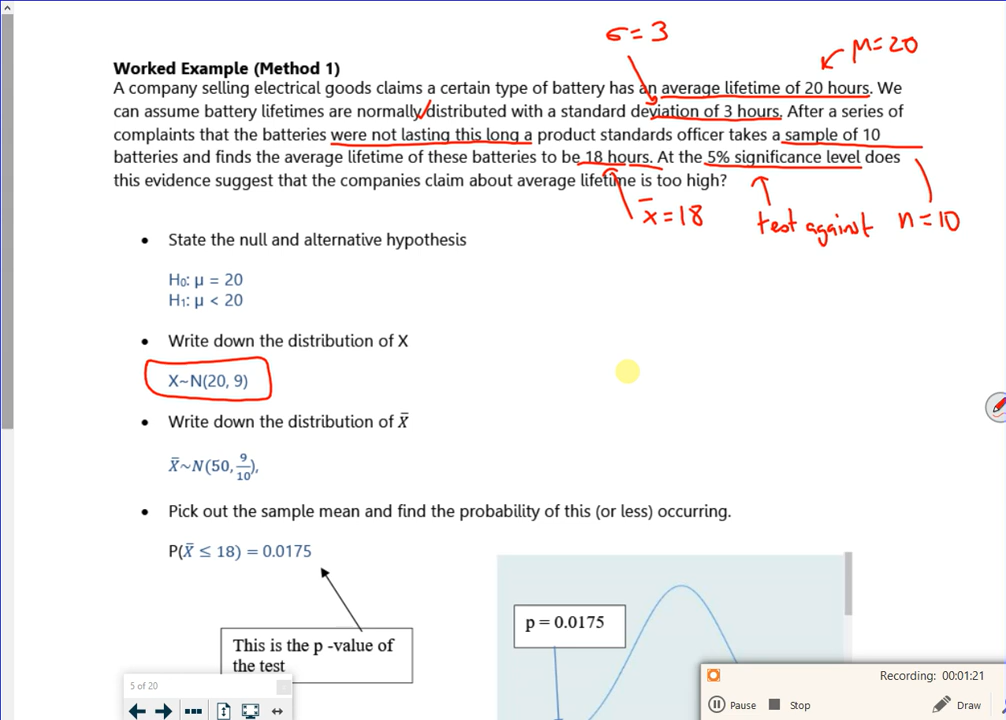 σ = 3
μ = 20
Worked Example (Method 1)
A company selling electrical goods claims a certain type of battery has an average lifetime of 20 hours. We
can assume battery lifetimes are normally distributed with a standard deviation of 3 hours. After a series of
complaints that the batteries were not lasting this long a product standards officer takes a sample of 10
batteries and finds the average lifetime of these batteries to be 18 hours. At the 5% significance level does
this evidence suggest that the companies claim about average lifetime is too high?
x̄ = 18
test against
n = 10
• State the null and alternative hypothesis
H₀: μ = 20
H₁: μ < 20
• Write down the distribution of X
X~N(20, 9)
• Write down the distribution of X̄
X̄~N(50, 9/10),
• Pick out the sample mean and find the probability of this (or less) occurring.
P(X̄ ≤ 18) = 0.0175
p = 0.0175
This is the p -value of
the test
5 of 20
Recording: 00:01:21
Pause
Stop
Draw